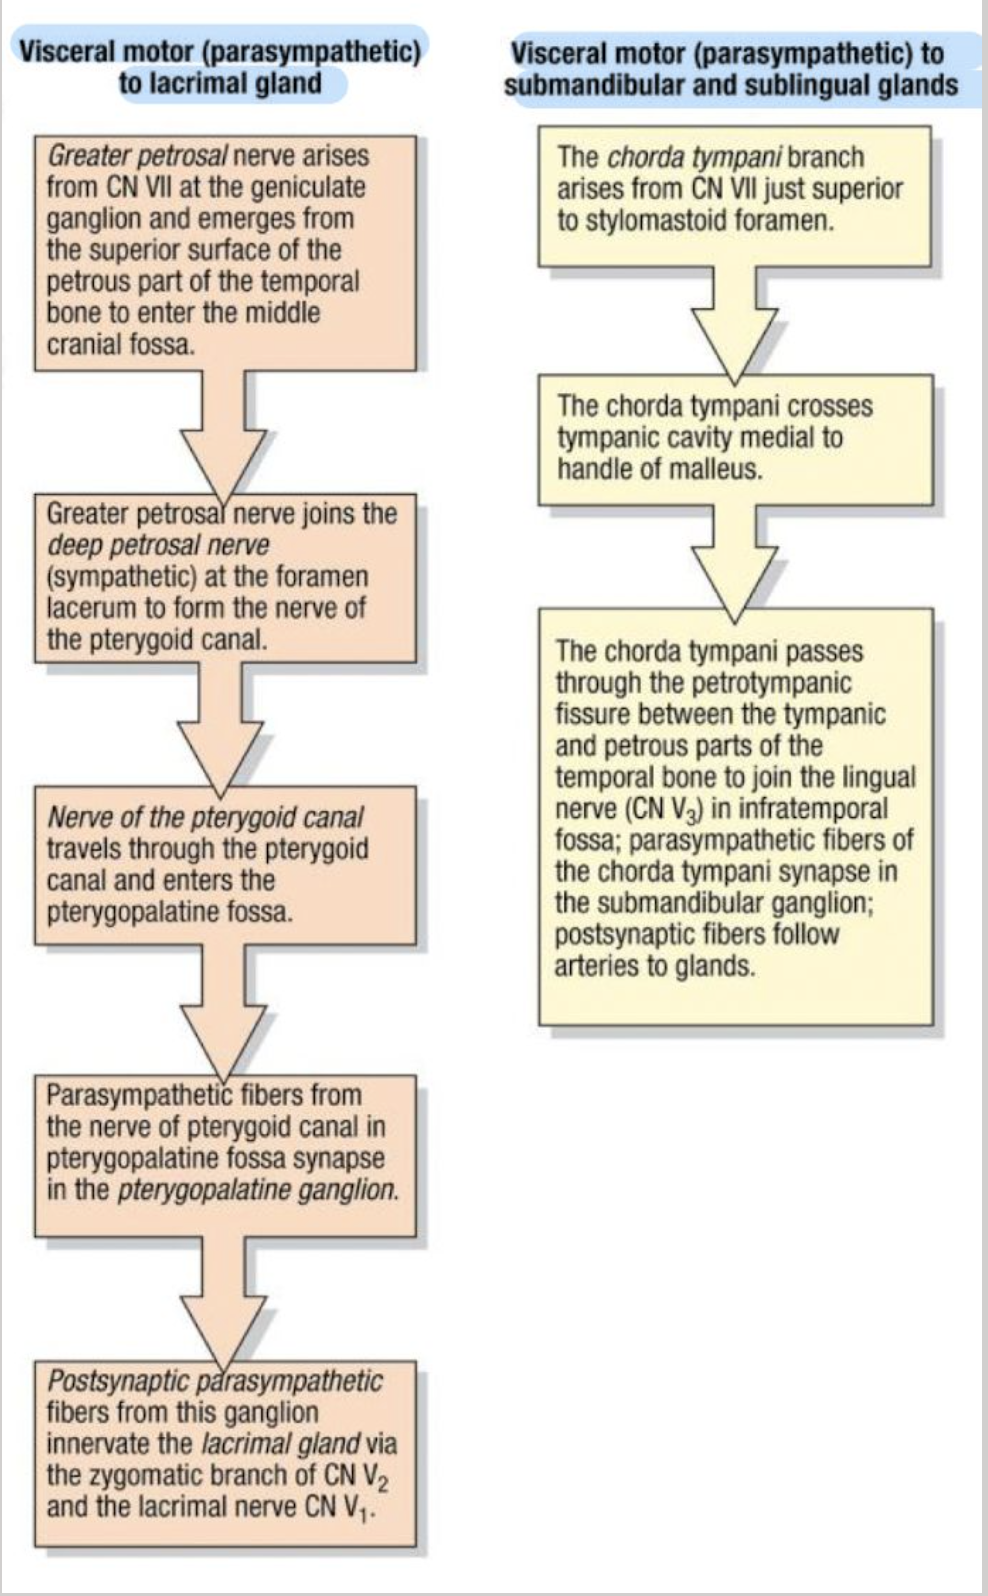 Visceral motor (parasympathetic)
to lacrimal gland
Greater petrosal nerve arises
from CN VII at the geniculate
ganglion and emerges from
the superior surface of the
petrous part of the temporal
bone to enter the middle
cranial fossa.
Greater petrosal nerve joins the
deep petrosal nerve
(sympathetic) at the foramen
lacerum to form the nerve of
the pterygoid canal.
Nerve of the pterygoid canal
travels through the pterygoid
canal and enters the
pterygopalatine fossa.
Parasympathetic fibers from
the nerve of pterygoid canal in
pterygopalatine fossa synapse
in the pterygopalatine ganglion.
Postsynaptic parasympathetic
fibers from this ganglion
innervate the lacrimal gland via
the zygomatic branch of CN V₂
and the lacrimal nerve CN V₁.
Visceral motor (parasympathetic) to
submandibular and sublingual glands
The chorda tympani branch
arises from CN VII just superior
to stylomastoid foramen.
The chorda tympani crosses
tympanic cavity medial to
handle of malleus.
The chorda tympani passes
through the petrotympanic
fissure between the tympanic
and petrous parts of the
temporal bone to join the lingual
nerve (CN V₃) in infratemporal
fossa; parasympathetic fibers of
the chorda tympani synapse in
the submandibular ganglion;
postsynaptic fibers follow
arteries to glands.